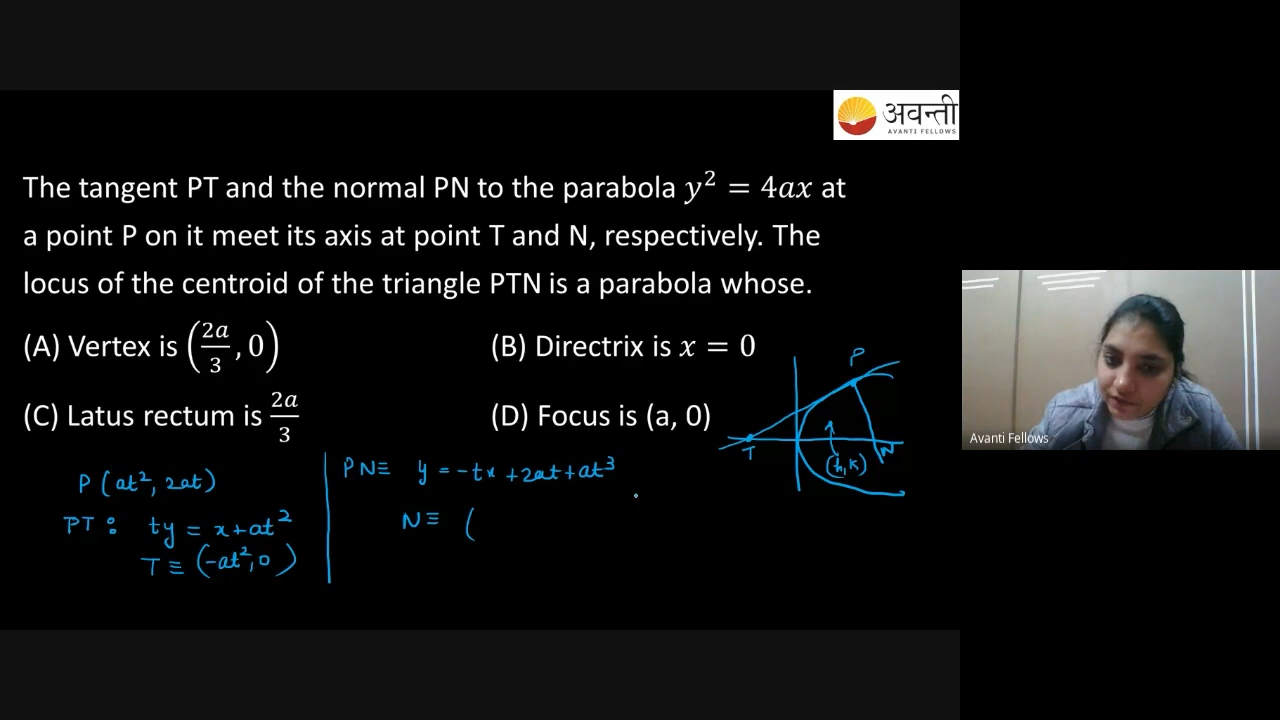 अवन्ती
AVANTI FELLOWS
The tangent PT and the normal PN to the parabola y² = 4ax at
a point P on it meet its axis at point T and N, respectively. The
locus of the centroid of the triangle PTN is a parabola whose.
(A) Vertex is (2a/3, 0)
(B) Directrix is x = 0
(C) Latus rectum is 2a/3
(D) Focus is (a, 0)
P
T
N
(h, k)
P (at², 2at)
PT : ty = x + at²
T ≡ (-at², 0)
PN ≡ y = -tx + 2at + at³
N ≡ (
Avanti Fellows